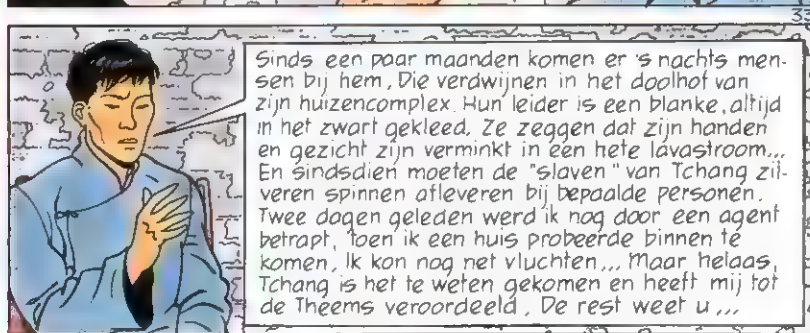 33
Sinds een paar maanden komen er 's nachts men-
sen bij hem. Die verdwijnen in het doolhof van
zijn huizencomplex. Hun leider is een blanke, altijd
in het zwart gekleed. Ze zeggen dat zijn handen
en gezicht zijn verminkt in een hete lavastroom...
En sindsdien moeten de "slaven" van Tchang zil-
veren spinnen afleveren bij bepaalde personen.
Twee dagen geleden werd ik nog door een agent
betrapt, toen ik een huis probeerde binnen te
komen. Ik kon nog net vluchten... Maar helaas,
Tchang is het te weten gekomen en heeft mij tot
de Theems veroordeeld. De rest weet u...